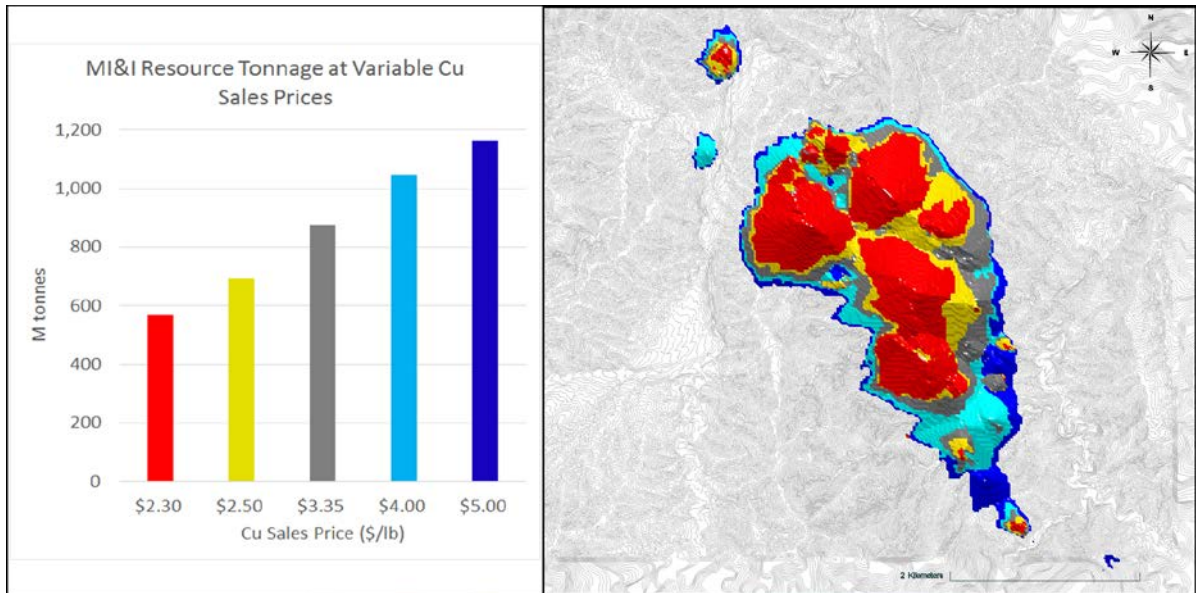 MI&I Resource Tonnage at Variable Cu
Sales Prices
M tonnes
1,200
1,000
800
600
400
200
0
$2.30 $2.50 $3.35 $4.00 $5.00
Cu Sales Price ($/lb)
N
W E
S
2 Kilometers